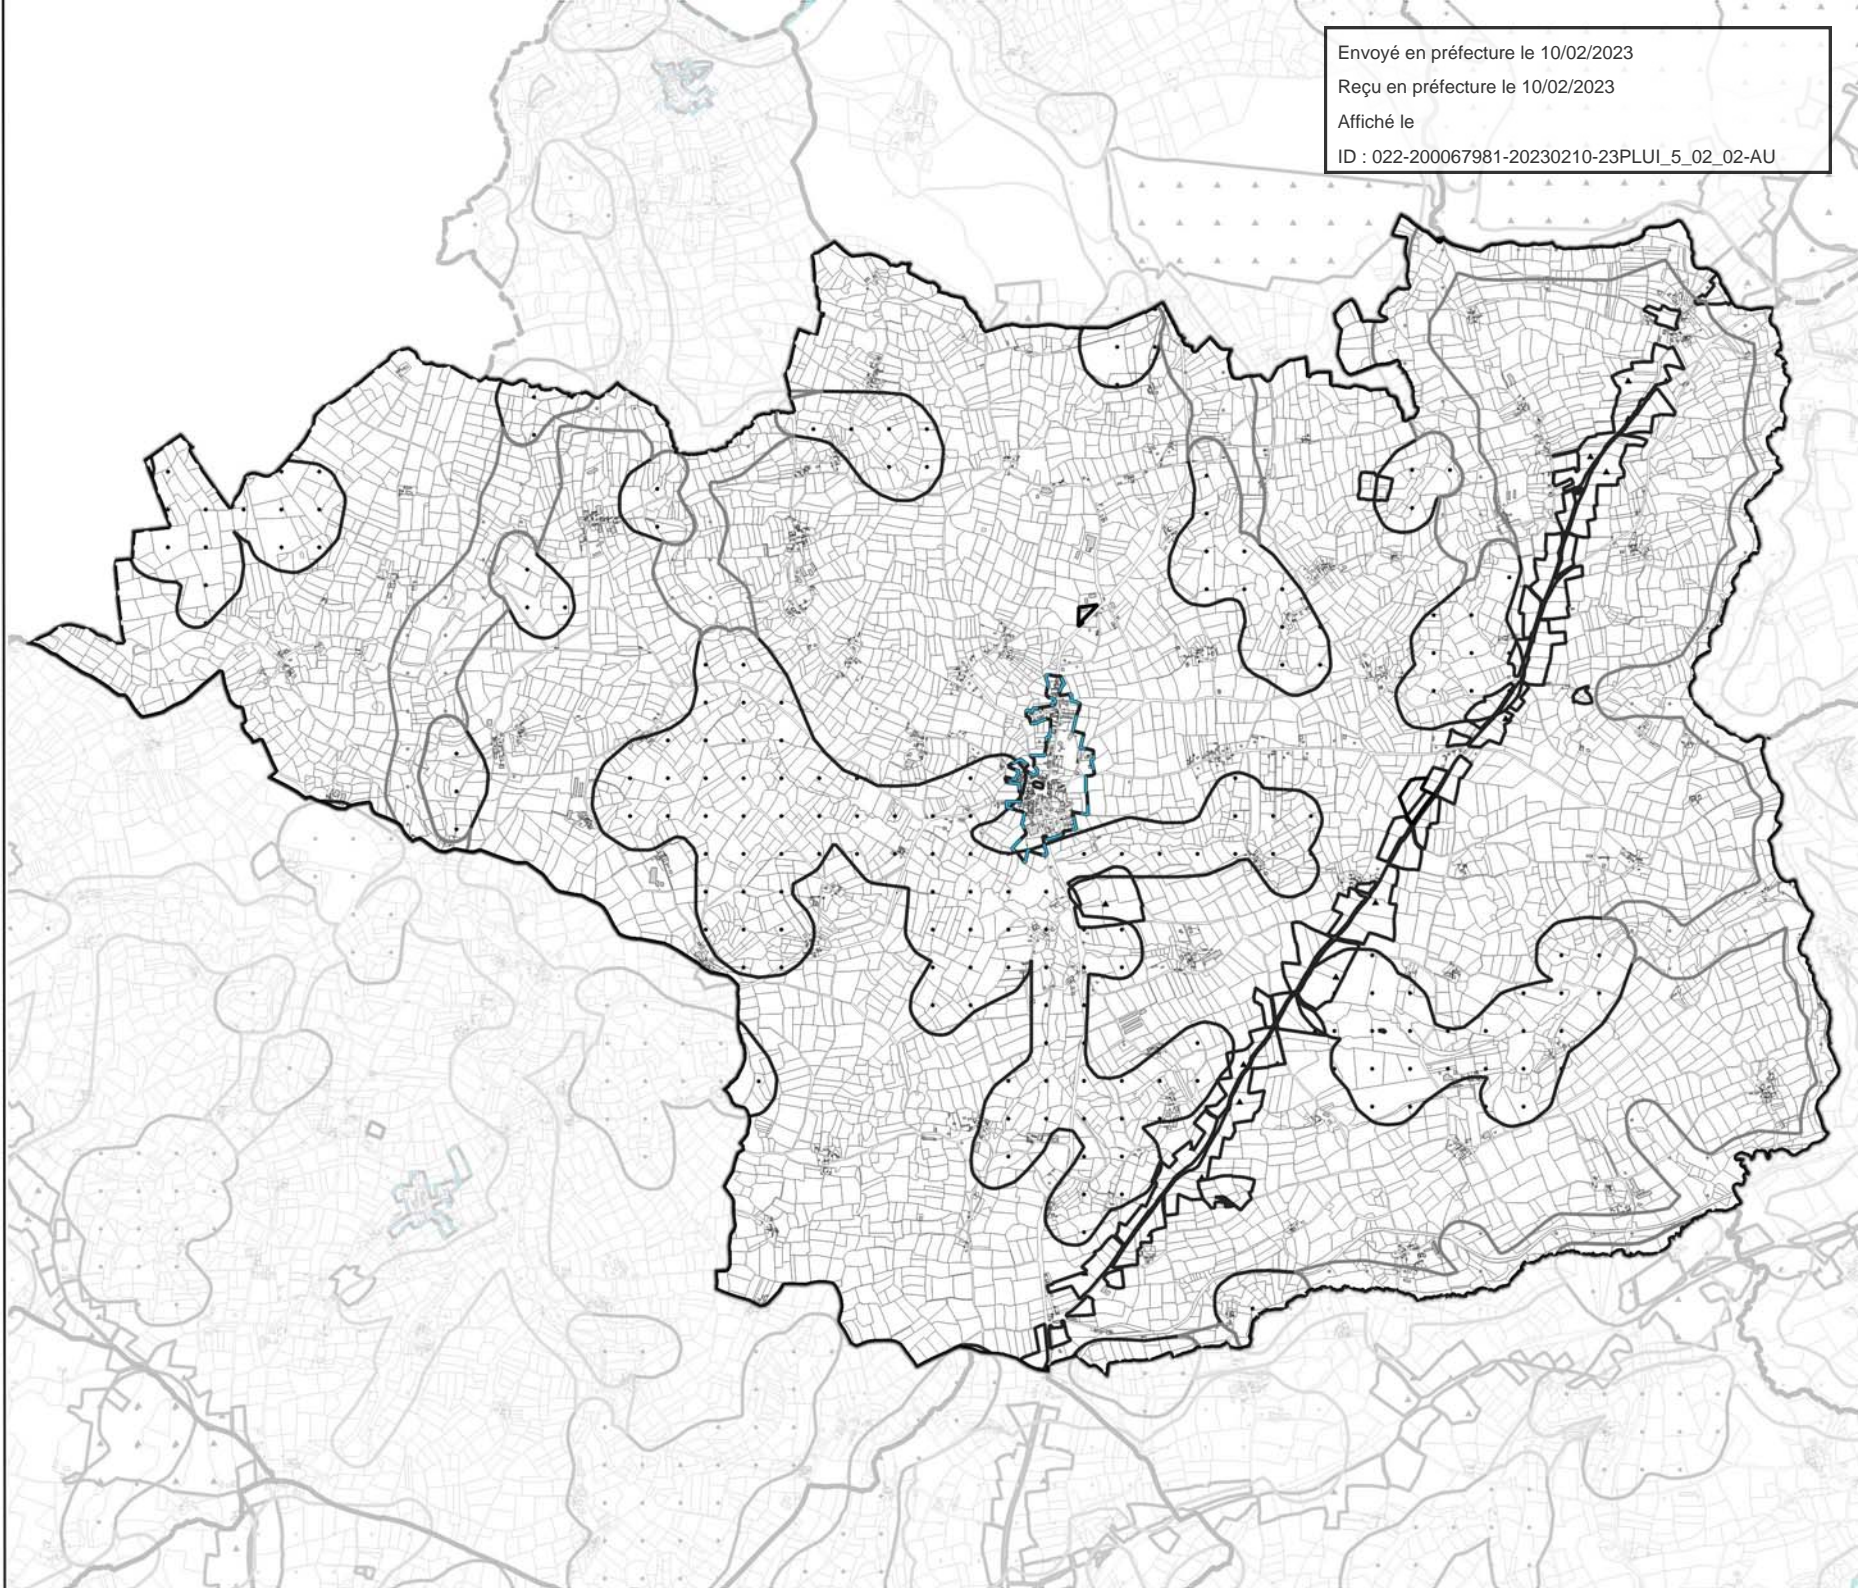 Envoyé en préfecture le 10/02/2023
Reçu en préfecture le 10/02/2023
Affiché le
ID : 022-200067981-20230210-23PLUI_5_02_02-AU